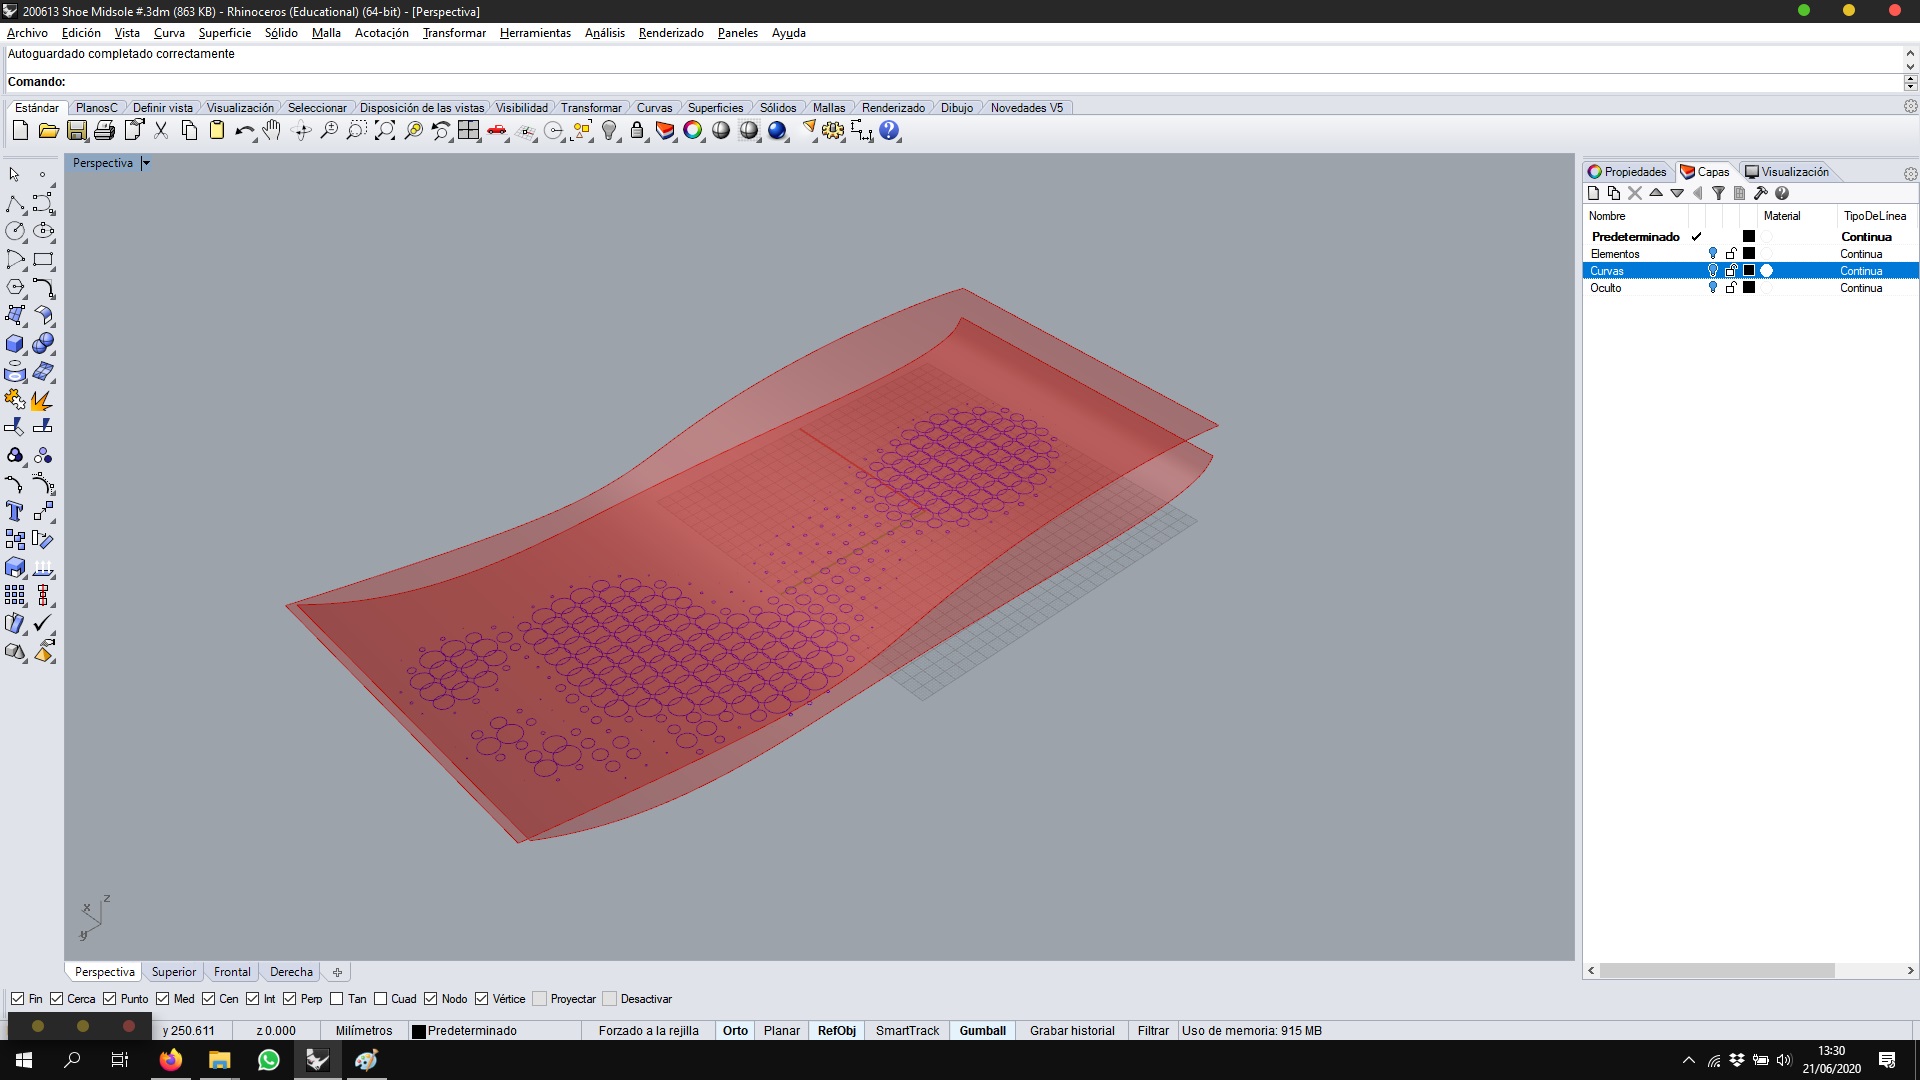 200613 Shoe Midsole #.3dm (863 KB) - Rhinoceros (Educational) (64-bit) - [Perspectiva]
Archivo Edición Vista Curva Superficie Sólido Malla Acotación Transformar Herramientas Análisis Renderizado Paneles Ayuda
Autoguardado completado correctamente
Comando:
Estándar PlanosC Definir vista Visualización Seleccionar Disposición de las vistas Visibilidad Transformar Curvas Superficies Sólidos Mallas Renderizado Dibujo Novedades V5
Perspectiva
Propiedades Capas Visualización
Nombre Material TipoDeLínea
Predeterminado Continua
Elementos Continua
Curvas Continua
Oculto Continua
z
x
y
Perspectiva Superior Frontal Derecha
Fin Cerca Punto Med Cen Int Perp Tan Cuad Nodo Vértice Proyectar Desactivar
y 250.611 z 0.000 Milímetros Predeterminado Forzado a la rejilla Orto Planar RefObj SmartTrack Gumball Grabar historial Filtrar Uso de memoria: 915 MB
13:30
21/06/2020